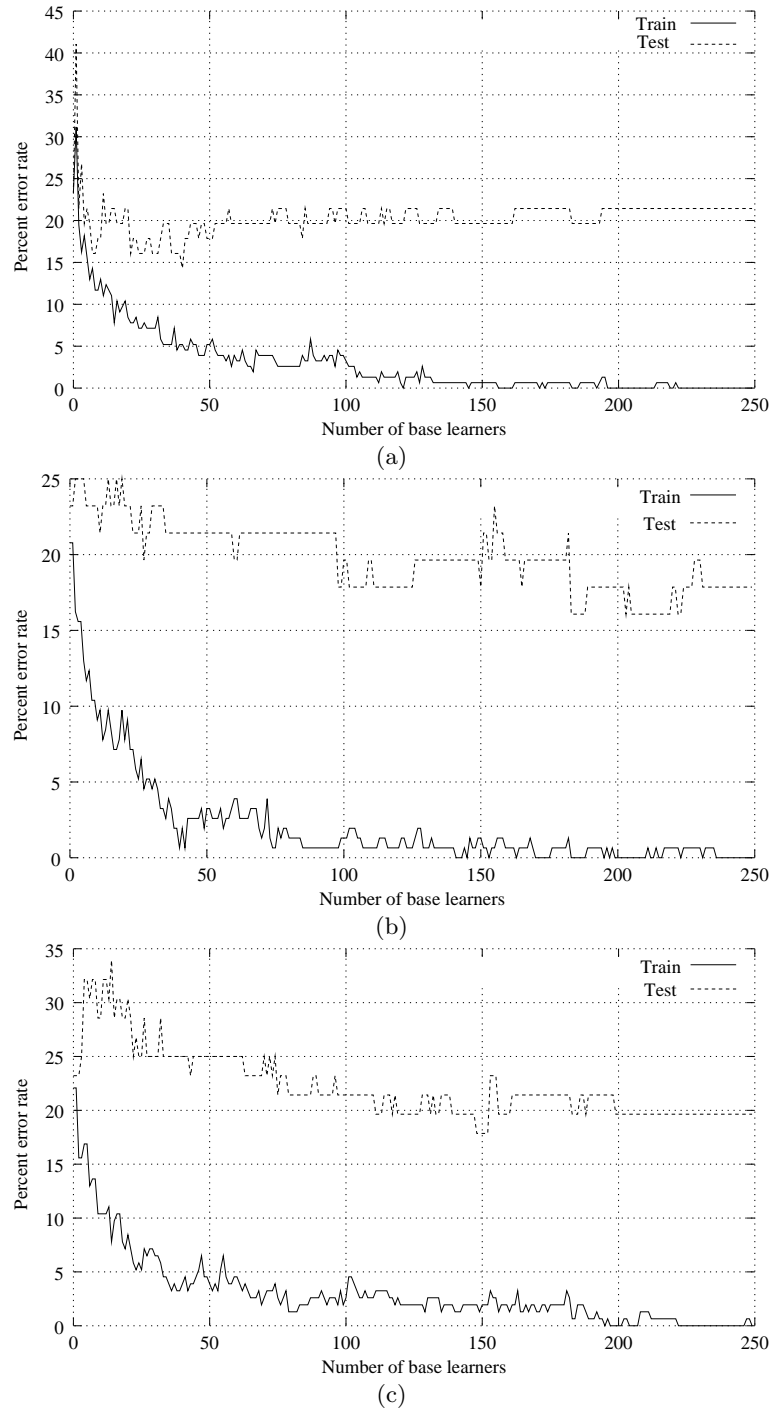 45
40
35
30
25
20
15
10
5
0
Percent error rate
Train
Test
0 50 100 150 200 250
Number of base learners
(a)
25
20
15
10
5
0
Percent error rate
Train
Test
0 50 100 150 200 250
Number of base learners
(b)
35
30
25
20
15
10
5
0
Percent error rate
Train
Test
0 50 100 150 200 250
Number of base learners
(c)